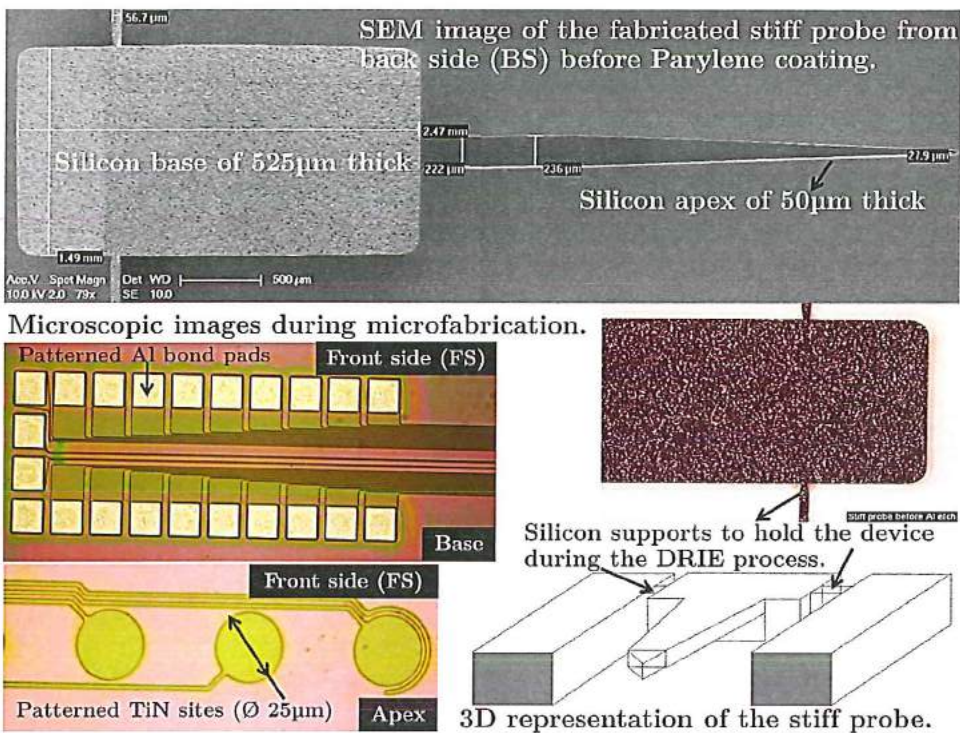 56.7 µm
SEM image of the fabricated stiff probe from
back side (BS) before Parylene coating.
2.47 mm
Silicon base of 525µm thick
222 µm
236 µm
27.9 µm
Silicon apex of 50µm thick
1.49 mm
Acc.V Spot Magn Det WD 500 µm
10.0 kV 2.0 79x SE 10.0
Microscopic images during microfabrication.
Patterned Al bond pads
Front side (FS)
Base
Stiff probe before Al etch
Silicon supports to hold the device
during the DRIE process.
Front side (FS)
Patterned TiN sites (Ø 25µm)
Apex
3D representation of the stiff probe.